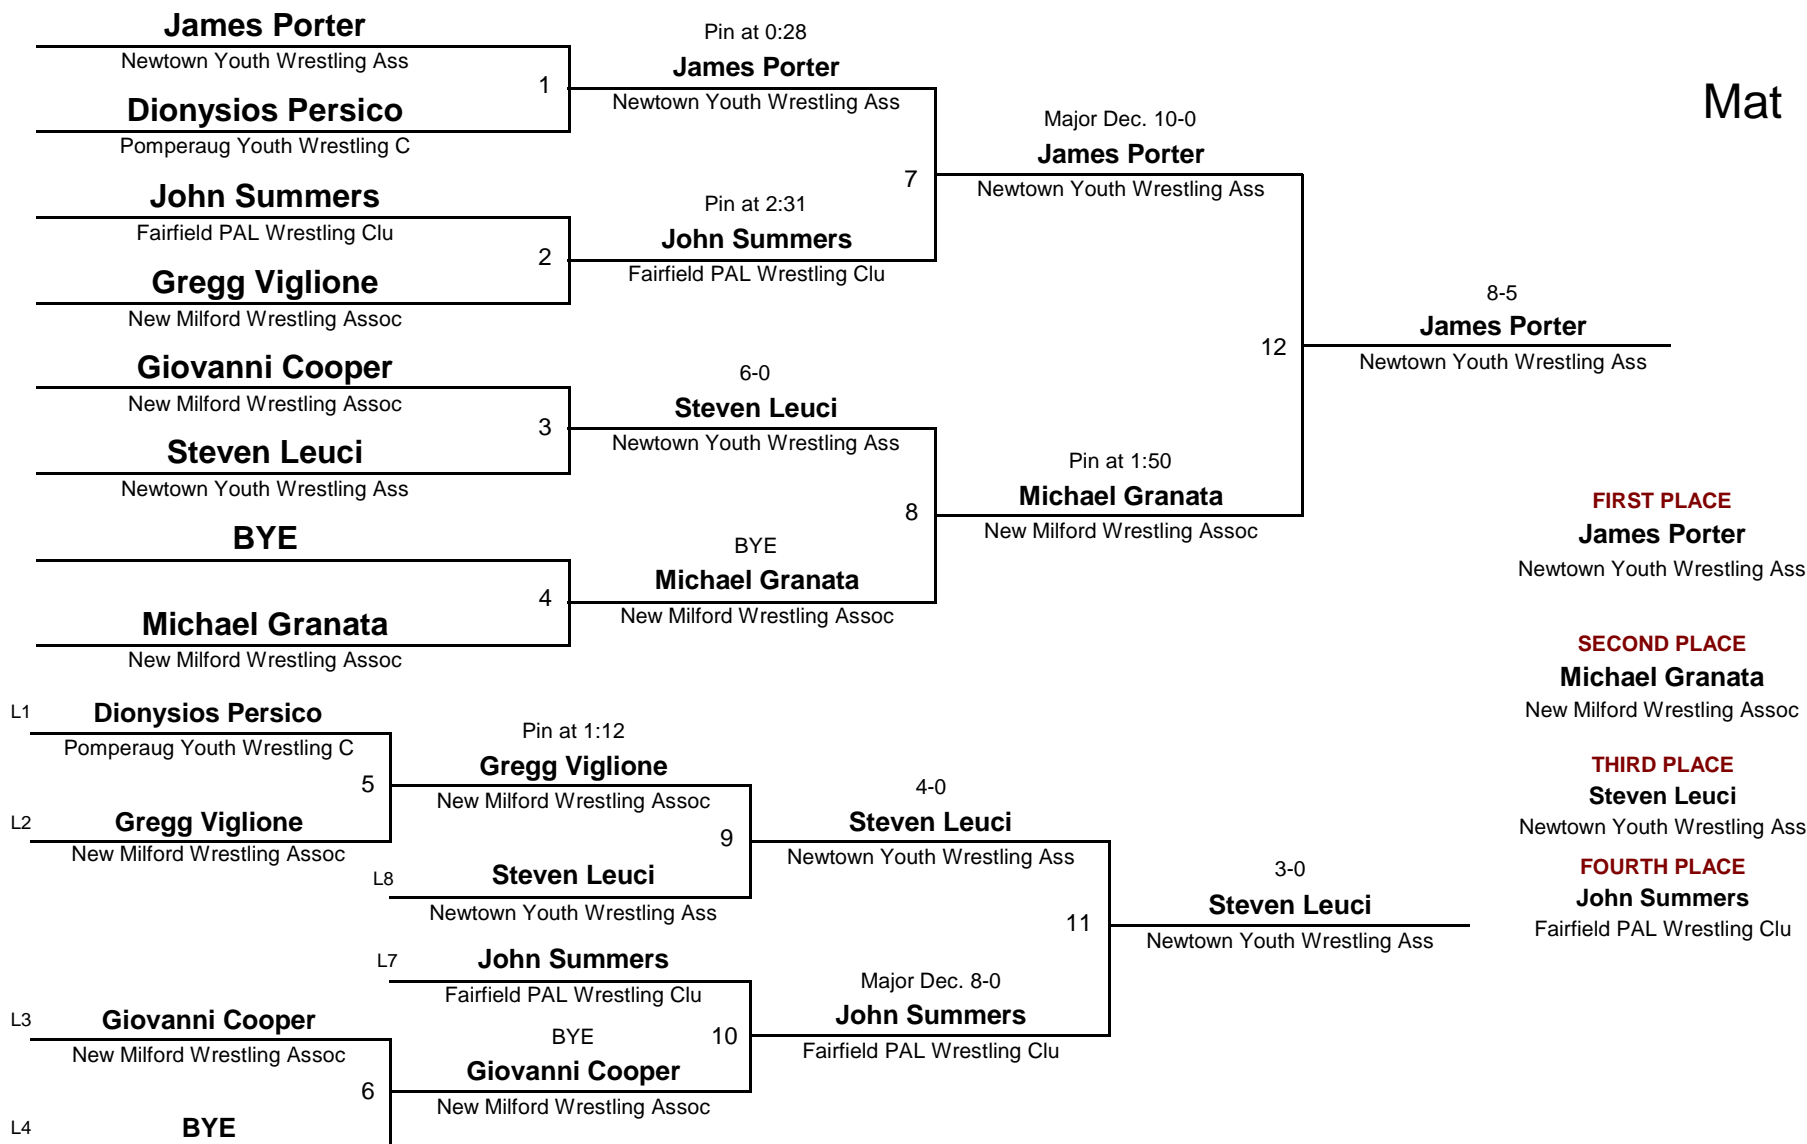 James Porter
Newtown Youth Wrestling Ass
1
Dionysios Persico
Pomperaug Youth Wrestling C
John Summers
Fairfield PAL Wrestling Clu
2
Gregg Viglione
New Milford Wrestling Assoc
Giovanni Cooper
New Milford Wrestling Assoc
3
Steven Leuci
Newtown Youth Wrestling Ass
BYE
4
Michael Granata
New Milford Wrestling Assoc
Pin at 0:28
James Porter
Newtown Youth Wrestling Ass
7
Pin at 2:31
John Summers
Fairfield PAL Wrestling Clu
6-0
Steven Leuci
Newtown Youth Wrestling Ass
8
BYE
Michael Granata
New Milford Wrestling Assoc
Major Dec. 10-0
James Porter
Newtown Youth Wrestling Ass
12
Pin at 1:50
Michael Granata
New Milford Wrestling Assoc
8-5
James Porter
Newtown Youth Wrestling Ass
Mat
FIRST PLACE
James Porter
Newtown Youth Wrestling Ass
SECOND PLACE
Michael Granata
New Milford Wrestling Assoc
THIRD PLACE
Steven Leuci
Newtown Youth Wrestling Ass
FOURTH PLACE
John Summers
Fairfield PAL Wrestling Clu
L1 Dionysios Persico
Pomperaug Youth Wrestling C
5
L2 Gregg Viglione
New Milford Wrestling Assoc
Pin at 1:12
Gregg Viglione
New Milford Wrestling Assoc
9
L8 Steven Leuci
Newtown Youth Wrestling Ass
L7 John Summers
Fairfield PAL Wrestling Clu
10
BYE
Giovanni Cooper
New Milford Wrestling Assoc
L3 Giovanni Cooper
New Milford Wrestling Assoc
6
L4 BYE
4-0
Steven Leuci
Newtown Youth Wrestling Ass
11
Major Dec. 8-0
John Summers
Fairfield PAL Wrestling Clu
3-0
Steven Leuci
Newtown Youth Wrestling Ass